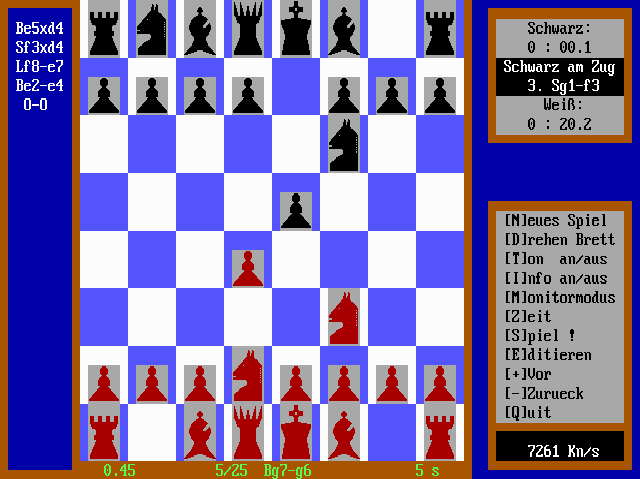 Be5xd4
Sf3xd4
Lf8-e7
Be2-e4
0-0
Schwarz:
0 : 00.1
Schwarz am Zug
3. Sg1-f3
Weiß:
0 : 20.2
[N]eues Spiel
[D]rehen Brett
[T]on an/aus
[I]nfo an/aus
[M]onitormodus
[Z]eit
[S]piel !
[E]ditieren
[+]Vor
[-]Zurueck
[Q]uit
7261 Kn/s
0.45 5/25 Bg7-g6 5 s